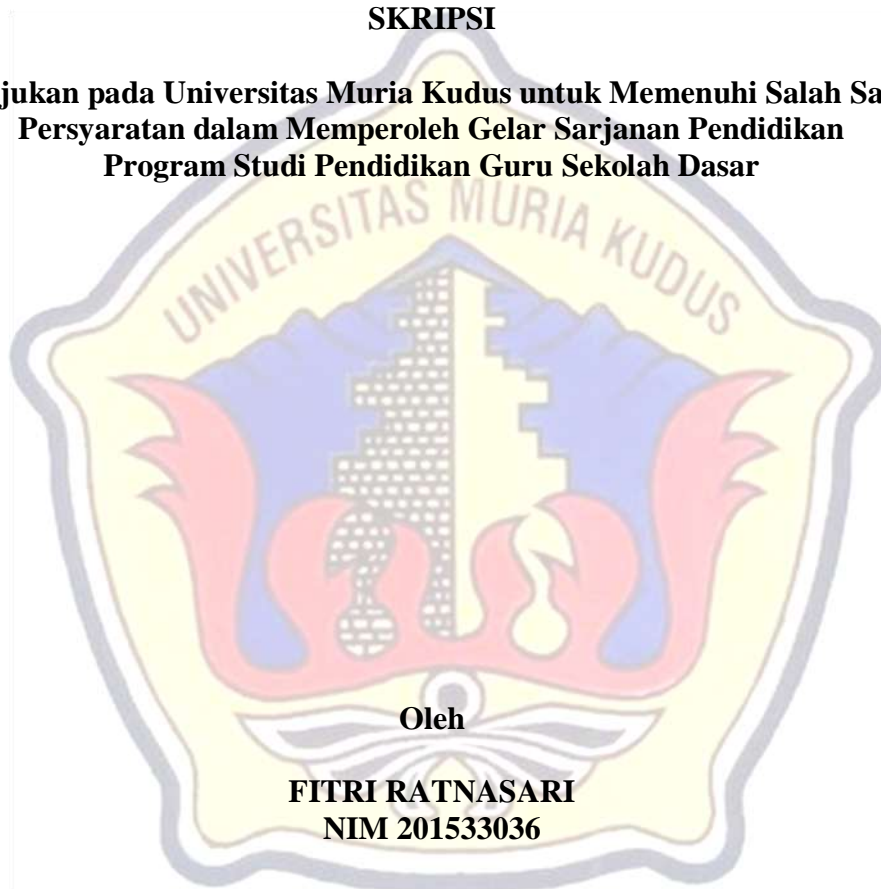 SKRIPSI
jukan pada Universitas Muria Kudus untuk Memenuhi Salah Sa
Persyaratan dalam Memperoleh Gelar Sarjanan Pendidikan
Program Studi Pendidikan Guru Sekolah Dasar
UNIVERSITAS MURIA KUDUS
Oleh
FITRI RATNASARI
NIM 201533036